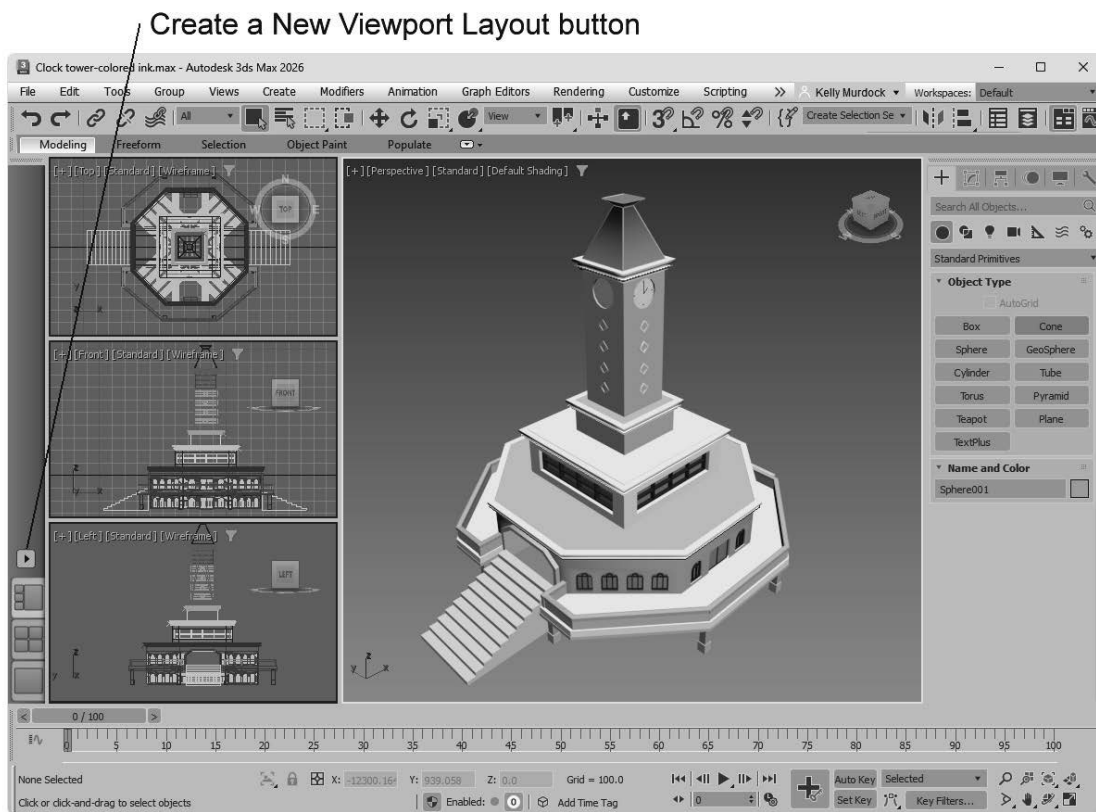 Create a New Viewport Layout button
Clock tower-colored ink.max - Autodesk 3ds Max 2026
File Edit Tools Group Views Create Modifiers Animation Graph Editors Rendering Customize Scripting Kelly Murdock Workspaces: Default
All View Create Selection Se
Modeling Freeform Selection Object Paint Populate
[+] [Top] [Standard] [Wireframe]
N
W TOP E
S
y
x
[+] [Front] [Standard] [Wireframe]
FRONT
z
y x
[+] [Left] [Standard] [Wireframe]
LEFT
z
y x
[+] [Perspective] [Standard] [Default Shading]
z
y x
Search All Objects...
Standard Primitives
Object Type
AutoGrid
Box Cone
Sphere GeoSphere
Cylinder Tube
Torus Pyramid
Teapot Plane
TextPlus
Name and Color
Sphere001
< 0 / 100 >
0 5 10 15 20 25 30 35 40 45 50 55 60 65 70 75 80 85 90 95 100
None Selected X: -12300.164 Y: 939.058 Z: 0.0 Grid = 100.0 Auto Key Selected
Click or click-and-drag to select objects Enabled: 0 Add Time Tag 0 Set Key Key Filters...